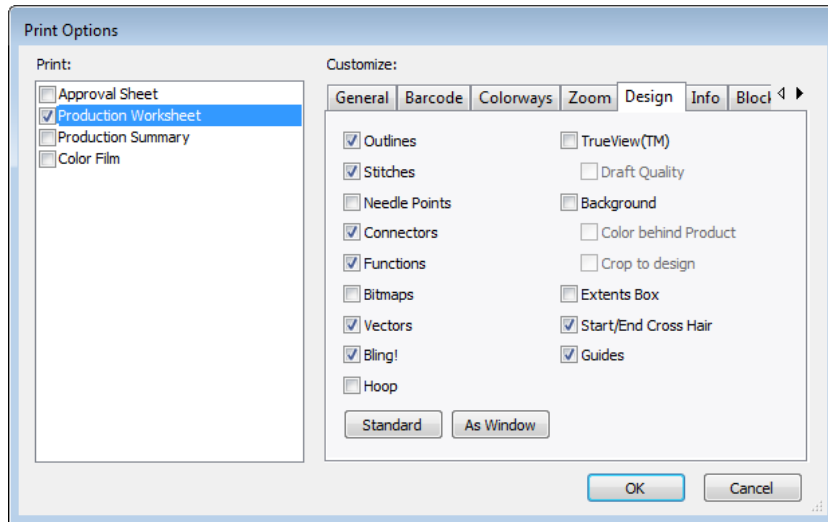 Print Options
Print:
Approval Sheet
Production Worksheet
Production Summary
Color Film
Customize:
General Barcode Colorways Zoom Design Info Block
Outlines
Stitches
Needle Points
Connectors
Functions
Bitmaps
Vectors
Bling!
Hoop
TrueView(TM)
Draft Quality
Background
Color behind Product
Crop to design
Extents Box
Start/End Cross Hair
Guides
Standard As Window
OK Cancel